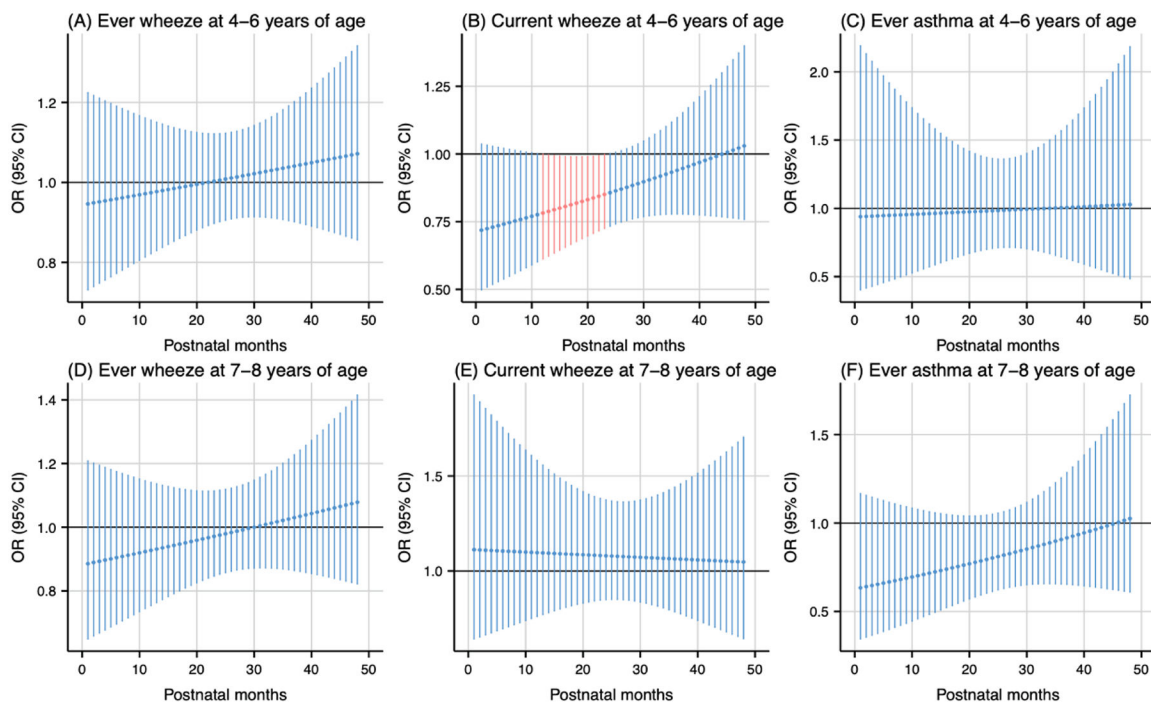 (A) Ever wheeze at 4–6 years of age
(B) Current wheeze at 4–6 years of age
(C) Ever asthma at 4–6 years of age
OR (95% CI)
1.2
1.0
0.8
0 10 20 30 40 50
Postnatal months
OR (95% CI)
1.25
1.00
0.75
0.50
0 10 20 30 40 50
Postnatal months
OR (95% CI)
2.0
1.5
1.0
0.5
0 10 20 30 40 50
Postnatal months
(D) Ever wheeze at 7–8 years of age
(E) Current wheeze at 7–8 years of age
(F) Ever asthma at 7–8 years of age
OR (95% CI)
1.4
1.2
1.0
0.8
0 10 20 30 40 50
Postnatal months
OR (95% CI)
1.5
1.0
0 10 20 30 40 50
Postnatal months
OR (95% CI)
1.5
1.0
0.5
0 10 20 30 40 50
Postnatal months